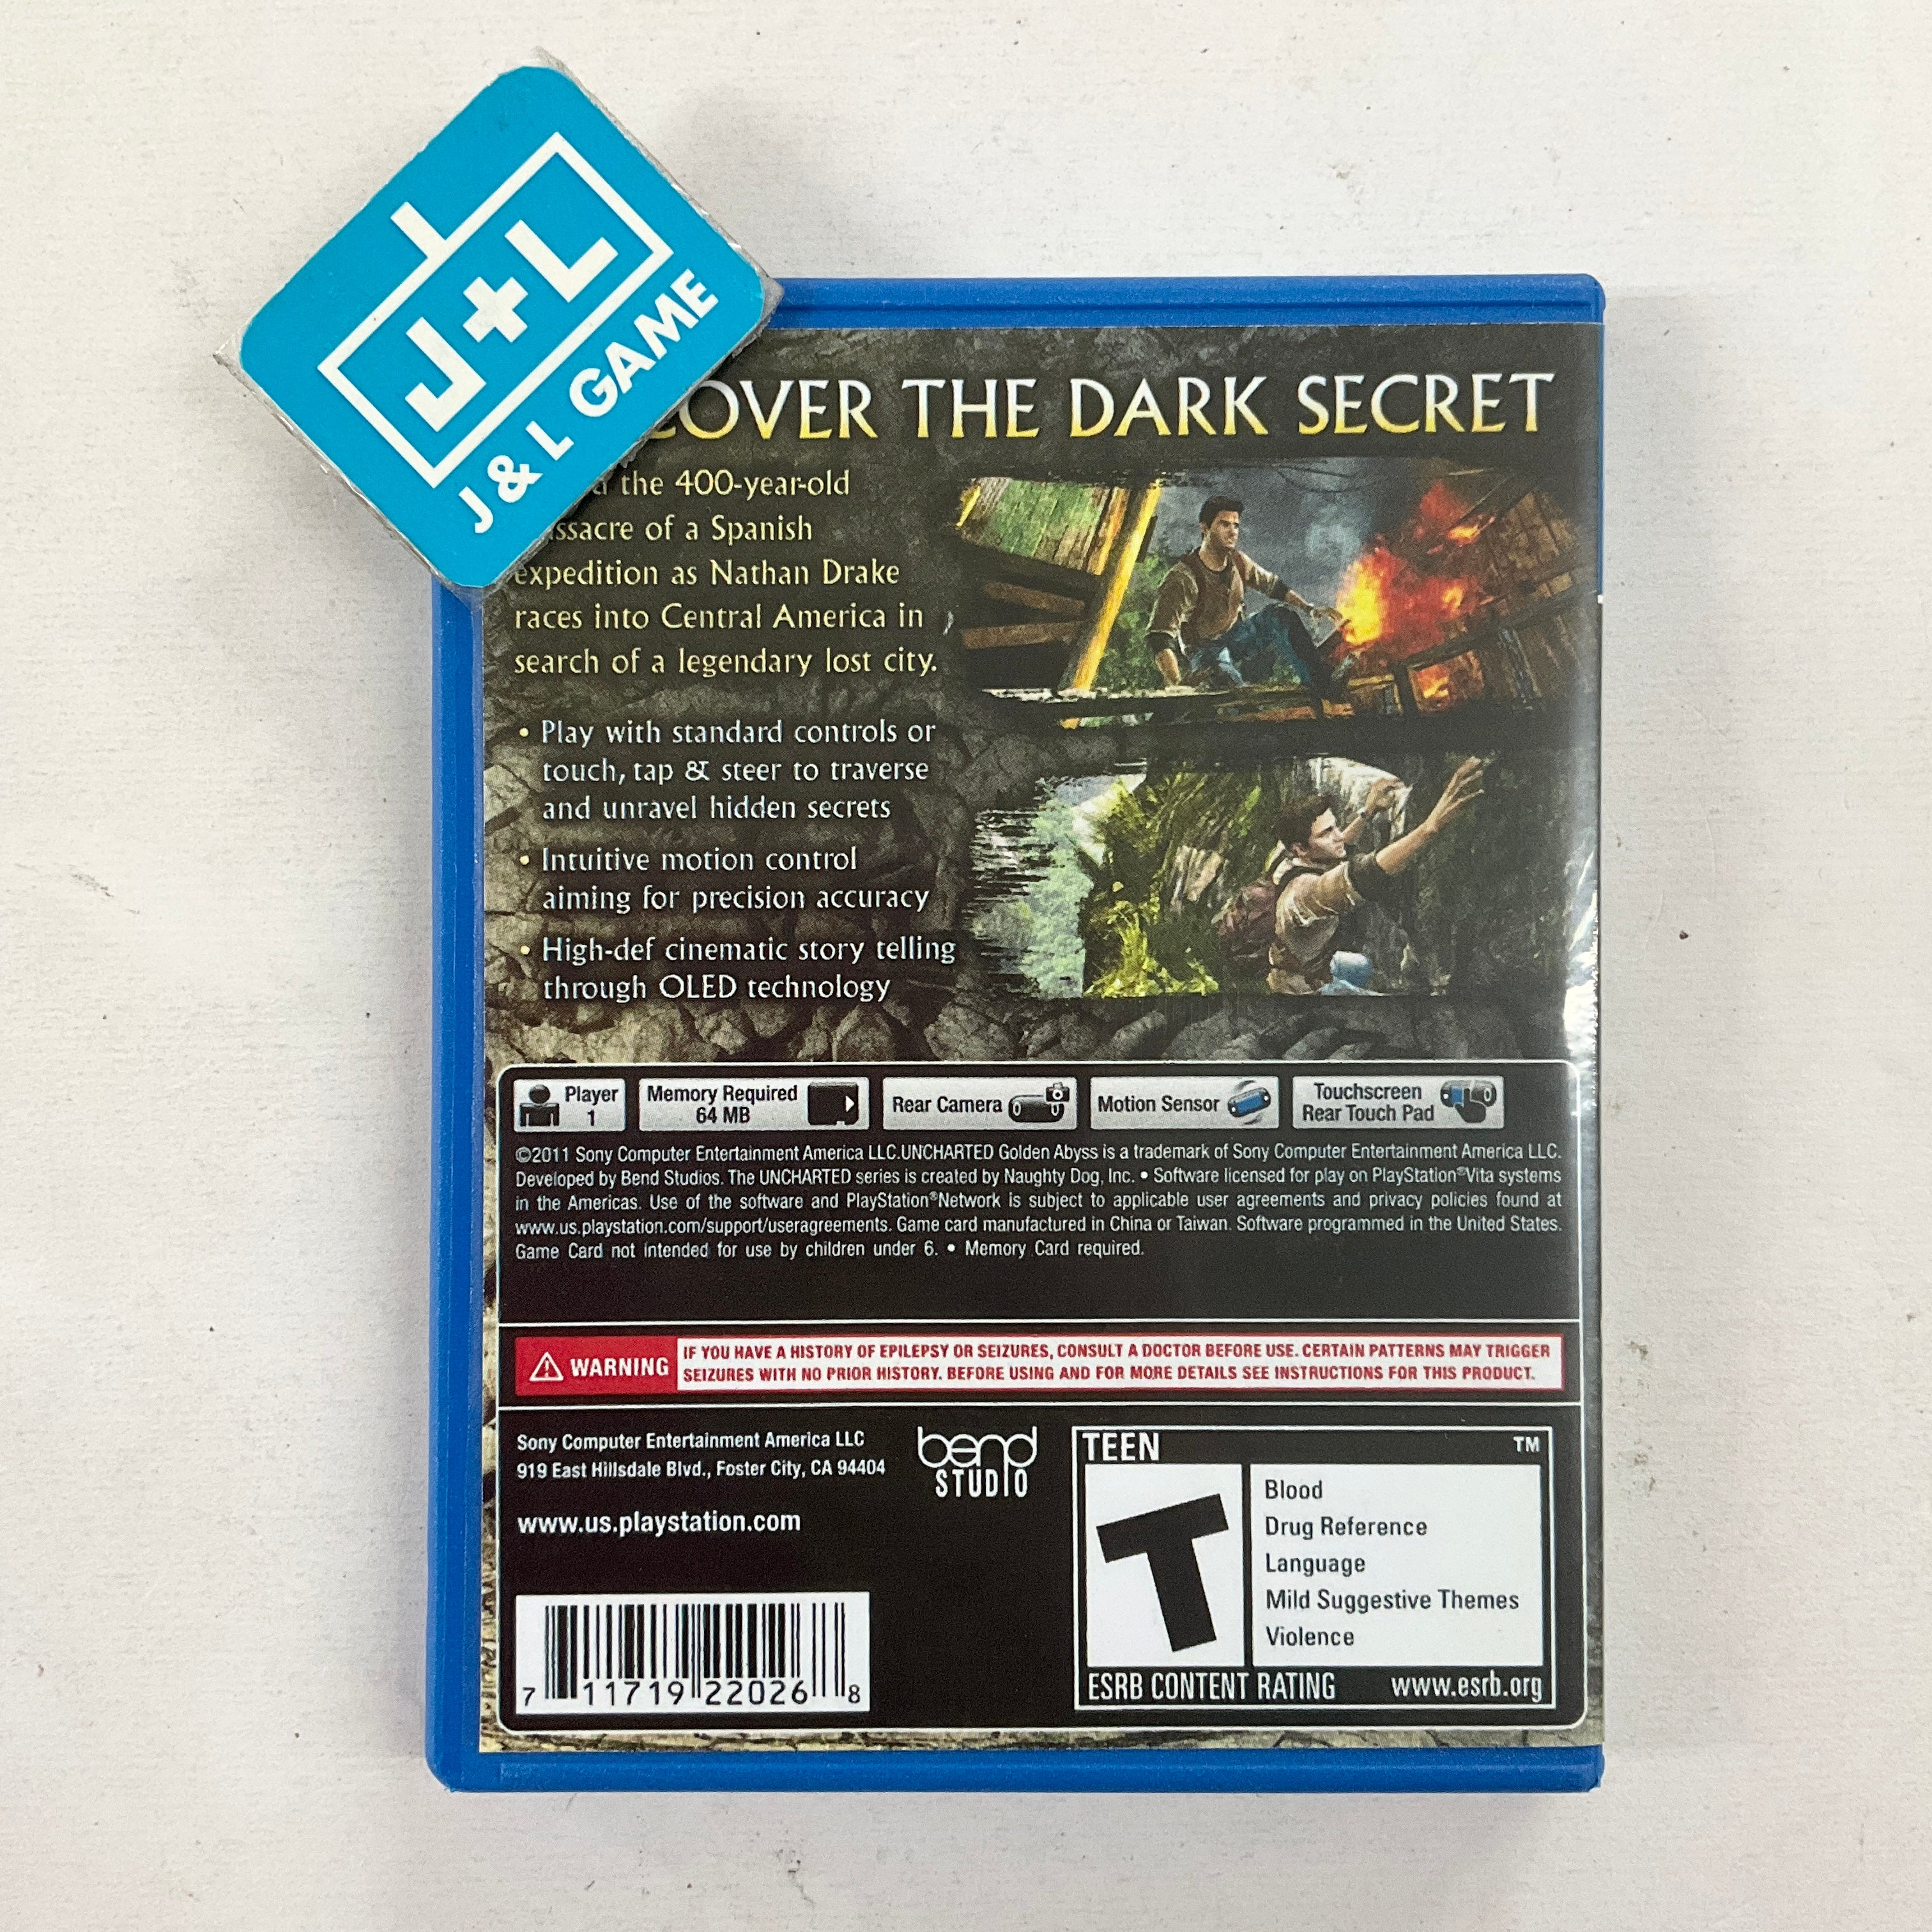 J+L
J & L GAME
COVER THE DARK SECRET
the 400-year-old
ssacre of a Spanish
expedition as Nathan Drake
races into Central America in
search of a legendary lost city.
• Play with standard controls or
touch, tap & steer to traverse
and unravel hidden secrets
• Intuitive motion control
aiming for precision accuracy
• High-def cinematic story telling
through OLED technology
Player
1
Memory Required
64 MB
Rear Camera
Motion Sensor
Touchscreen
Rear Touch Pad
©2011 Sony Computer Entertainment America LLC.UNCHARTED Golden Abyss is a trademark of Sony Computer Entertainment America LLC.
Developed by Bend Studios. The UNCHARTED series is created by Naughty Dog, Inc. • Software licensed for play on PlayStation®Vita systems
in the Americas. Use of the software and PlayStation®Network is subject to applicable user agreements and privacy policies found at
www.us.playstation.com/support/useragreements. Game card manufactured in China or Taiwan. Software programmed in the United States.
Game Card not intended for use by children under 6. • Memory Card required.
WARNING
IF YOU HAVE A HISTORY OF EPILEPSY OR SEIZURES, CONSULT A DOCTOR BEFORE USE. CERTAIN PATTERNS MAY TRIGGER
SEIZURES WITH NO PRIOR HISTORY. BEFORE USING AND FOR MORE DETAILS SEE INSTRUCTIONS FOR THIS PRODUCT.
Sony Computer Entertainment America LLC
919 East Hillsdale Blvd., Foster City, CA 94404
www.us.playstation.com
bend
STUDIO
TEEN
TM
T
Blood
Drug Reference
Language
Mild Suggestive Themes
Violence
ESRB CONTENT RATING www.esrb.org
7 11719 22026 8